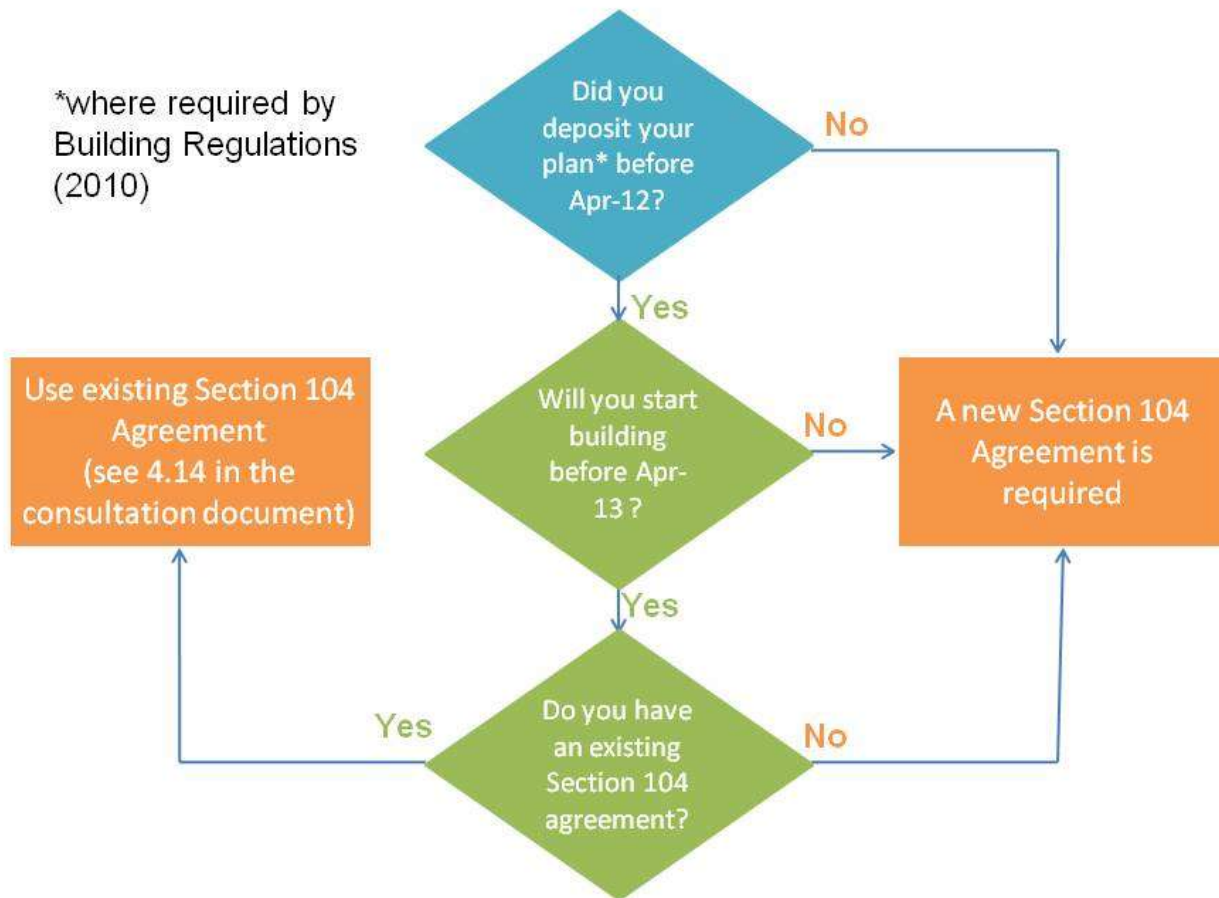 *where required by
Building Regulations
(2010)
Did you
deposit your
plan* before
Apr-12?
No
Yes
Use existing Section 104
Agreement
(see 4.14 in the
consultation document)
Will you start
building
before Apr-
13 ?
No
A new Section 104
Agreement is
required
Yes
Do you have
an existing
Section 104
agreement?
Yes
No